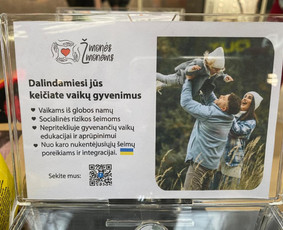 Žmonės
Žmonėms
Dalindamiesi jūs
keičiate vaikų gyvenimus
Vaikams iš globos namų
Socialinės rizikos šeimoms
Nepritekliuje gyvenančių vaikų
edukacijai ir aprūpinimui
Nuo karo nukentėjusiųjų šeimų
poreikiams ir integracijai.
Sekite mus: